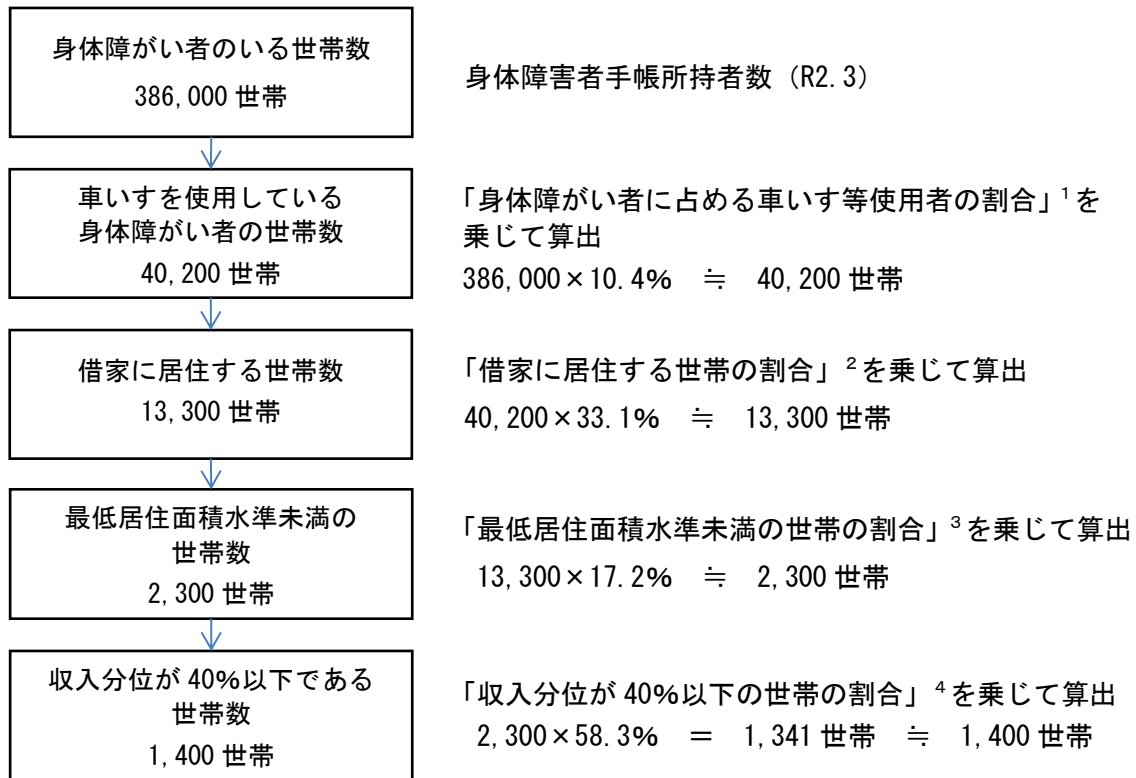 身体障がい者のいる世帯数
386,000 世帯
身体障害者手帳所持者数（R2.3）
車いすを使用している
身体障がい者の世帯数
40,200 世帯
「身体障がい者に占める車いす等使用者の割合」¹を
乗じて算出
386,000×10.4％　≒　40,200 世帯
借家に居住する世帯数
13,300 世帯
「借家に居住する世帯の割合」²を乗じて算出
40,200×33.1％　≒　13,300 世帯
最低居住面積水準未満の
世帯数
2,300 世帯
「最低居住面積水準未満の世帯の割合」³を乗じて算出
13,300×17.2％　≒　2,300 世帯
収入分位が 40％以下である
世帯数
1,400 世帯
「収入分位が 40％以下の世帯の割合」⁴を乗じて算出
2,300×58.3％　＝　1,341 世帯　≒　1,400 世帯